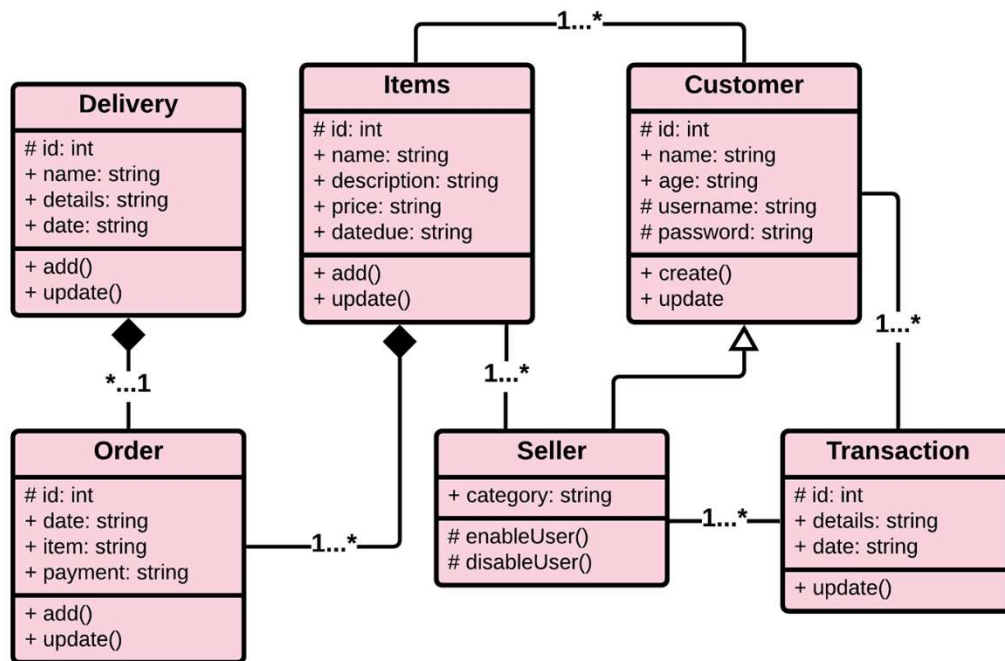 1...*
Delivery
# id: int
+ name: string
+ details: string
+ date: string
+ add()
+ update()
Items
# id: int
+ name: string
+ description: string
+ price: string
+ datedue: string
+ add()
+ update()
Customer
# id: int
+ name: string
+ age: string
# username: string
# password: string
+ create()
+ update
*...1
1...*
1...*
1...*
1...*
Order
# id: int
+ date: string
+ item: string
+ payment: string
+ add()
+ update()
Seller
+ category: string
# enableUser()
# disableUser()
Transaction
# id: int
+ details: string
+ date: string
+ update()